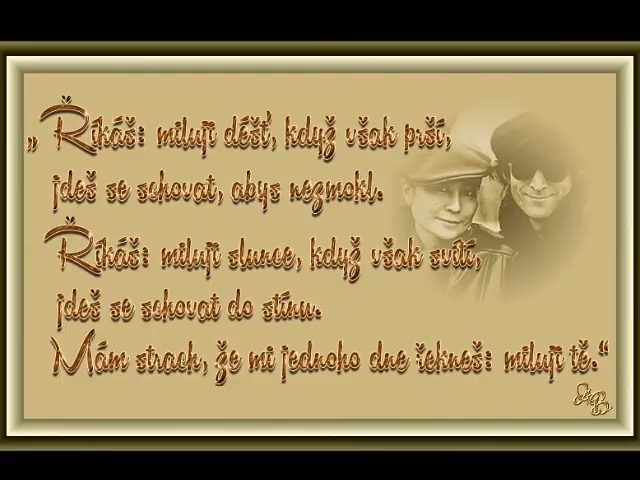 „Říkáš: miluji déšť, když však prší,
jdeš se schovat, abys nezmokl.
Říkáš: miluji slunce, když však svítí,
jdeš se schovat do stínu.
Mám strach, že mi jednoho dne řekneš: miluji tě.“